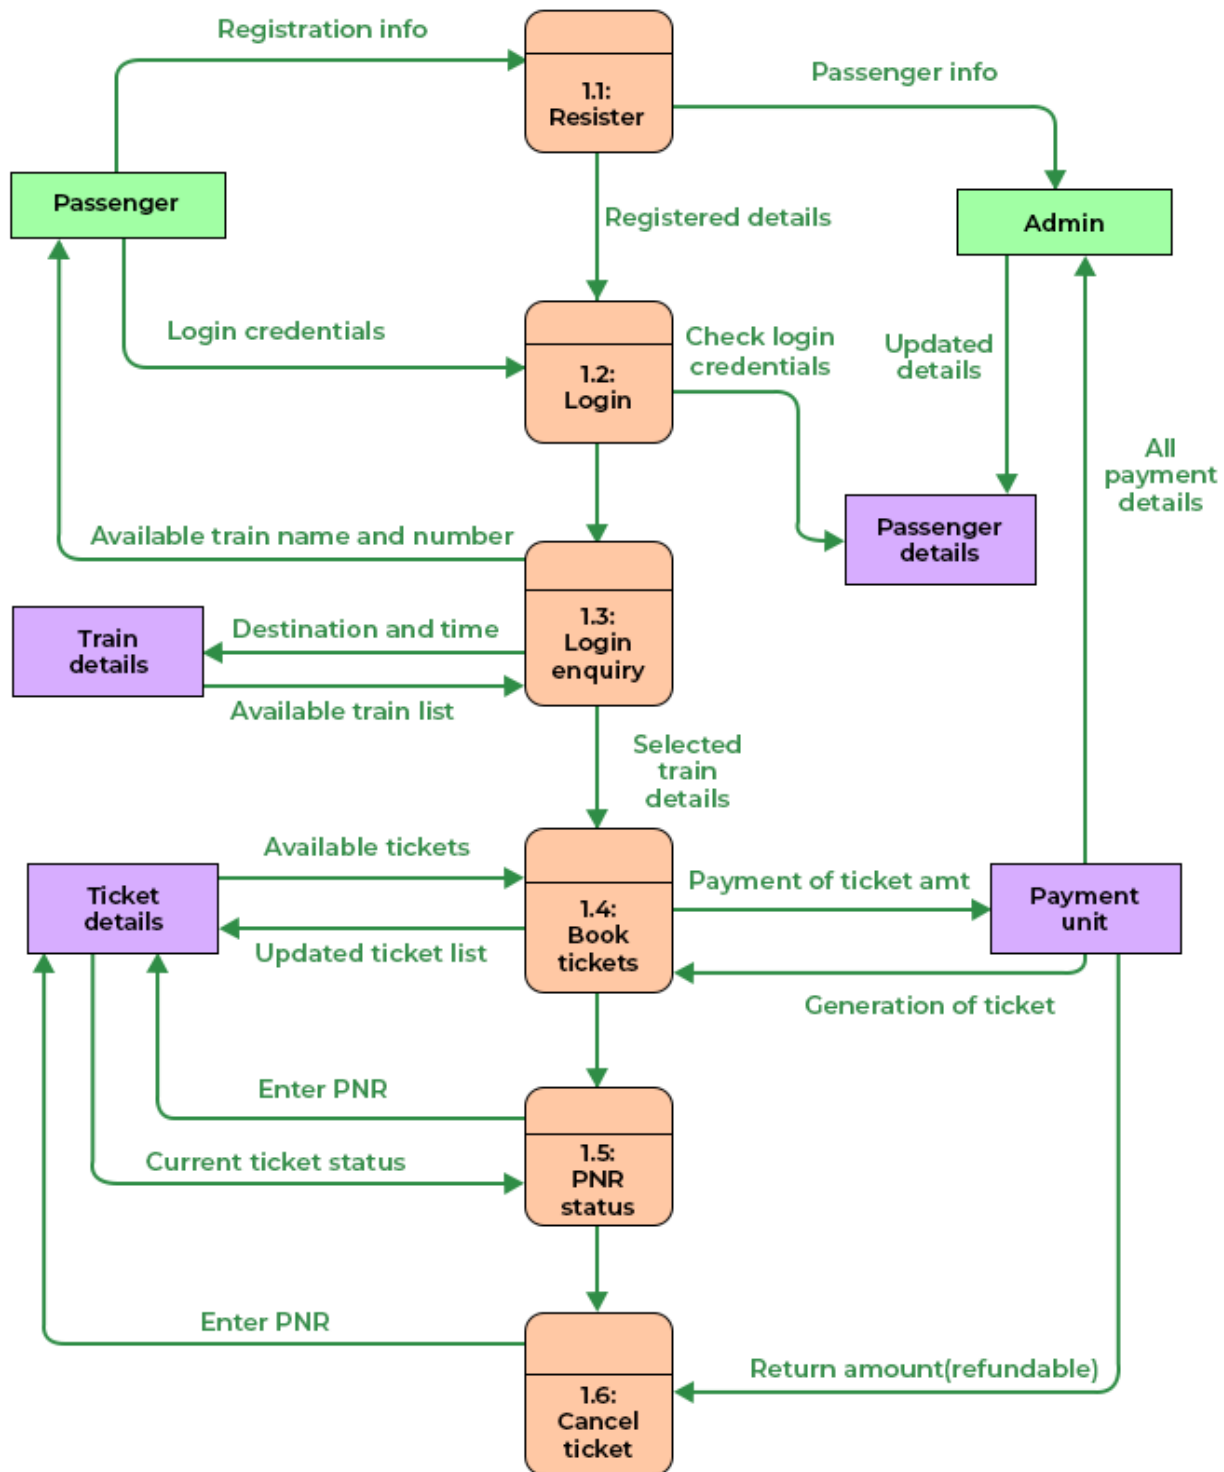 Registration info
1.1:
Resister
Passenger info
Passenger
Admin
Registered details
Login credentials
1.2:
Login
Check login
credentials
Updated
details
All
payment
details
Passenger
details
Available train name and number
1.3:
Login
enquiry
Train
details
Destination and time
Available train list
Selected
train
details
Available tickets
Ticket
details
Updated ticket list
1.4:
Book
tickets
Payment of ticket amt
Payment
unit
Generation of ticket
Enter PNR
Current ticket status
1.5:
PNR
status
Enter PNR
Return amount(refundable)
1.6:
Cancel
ticket